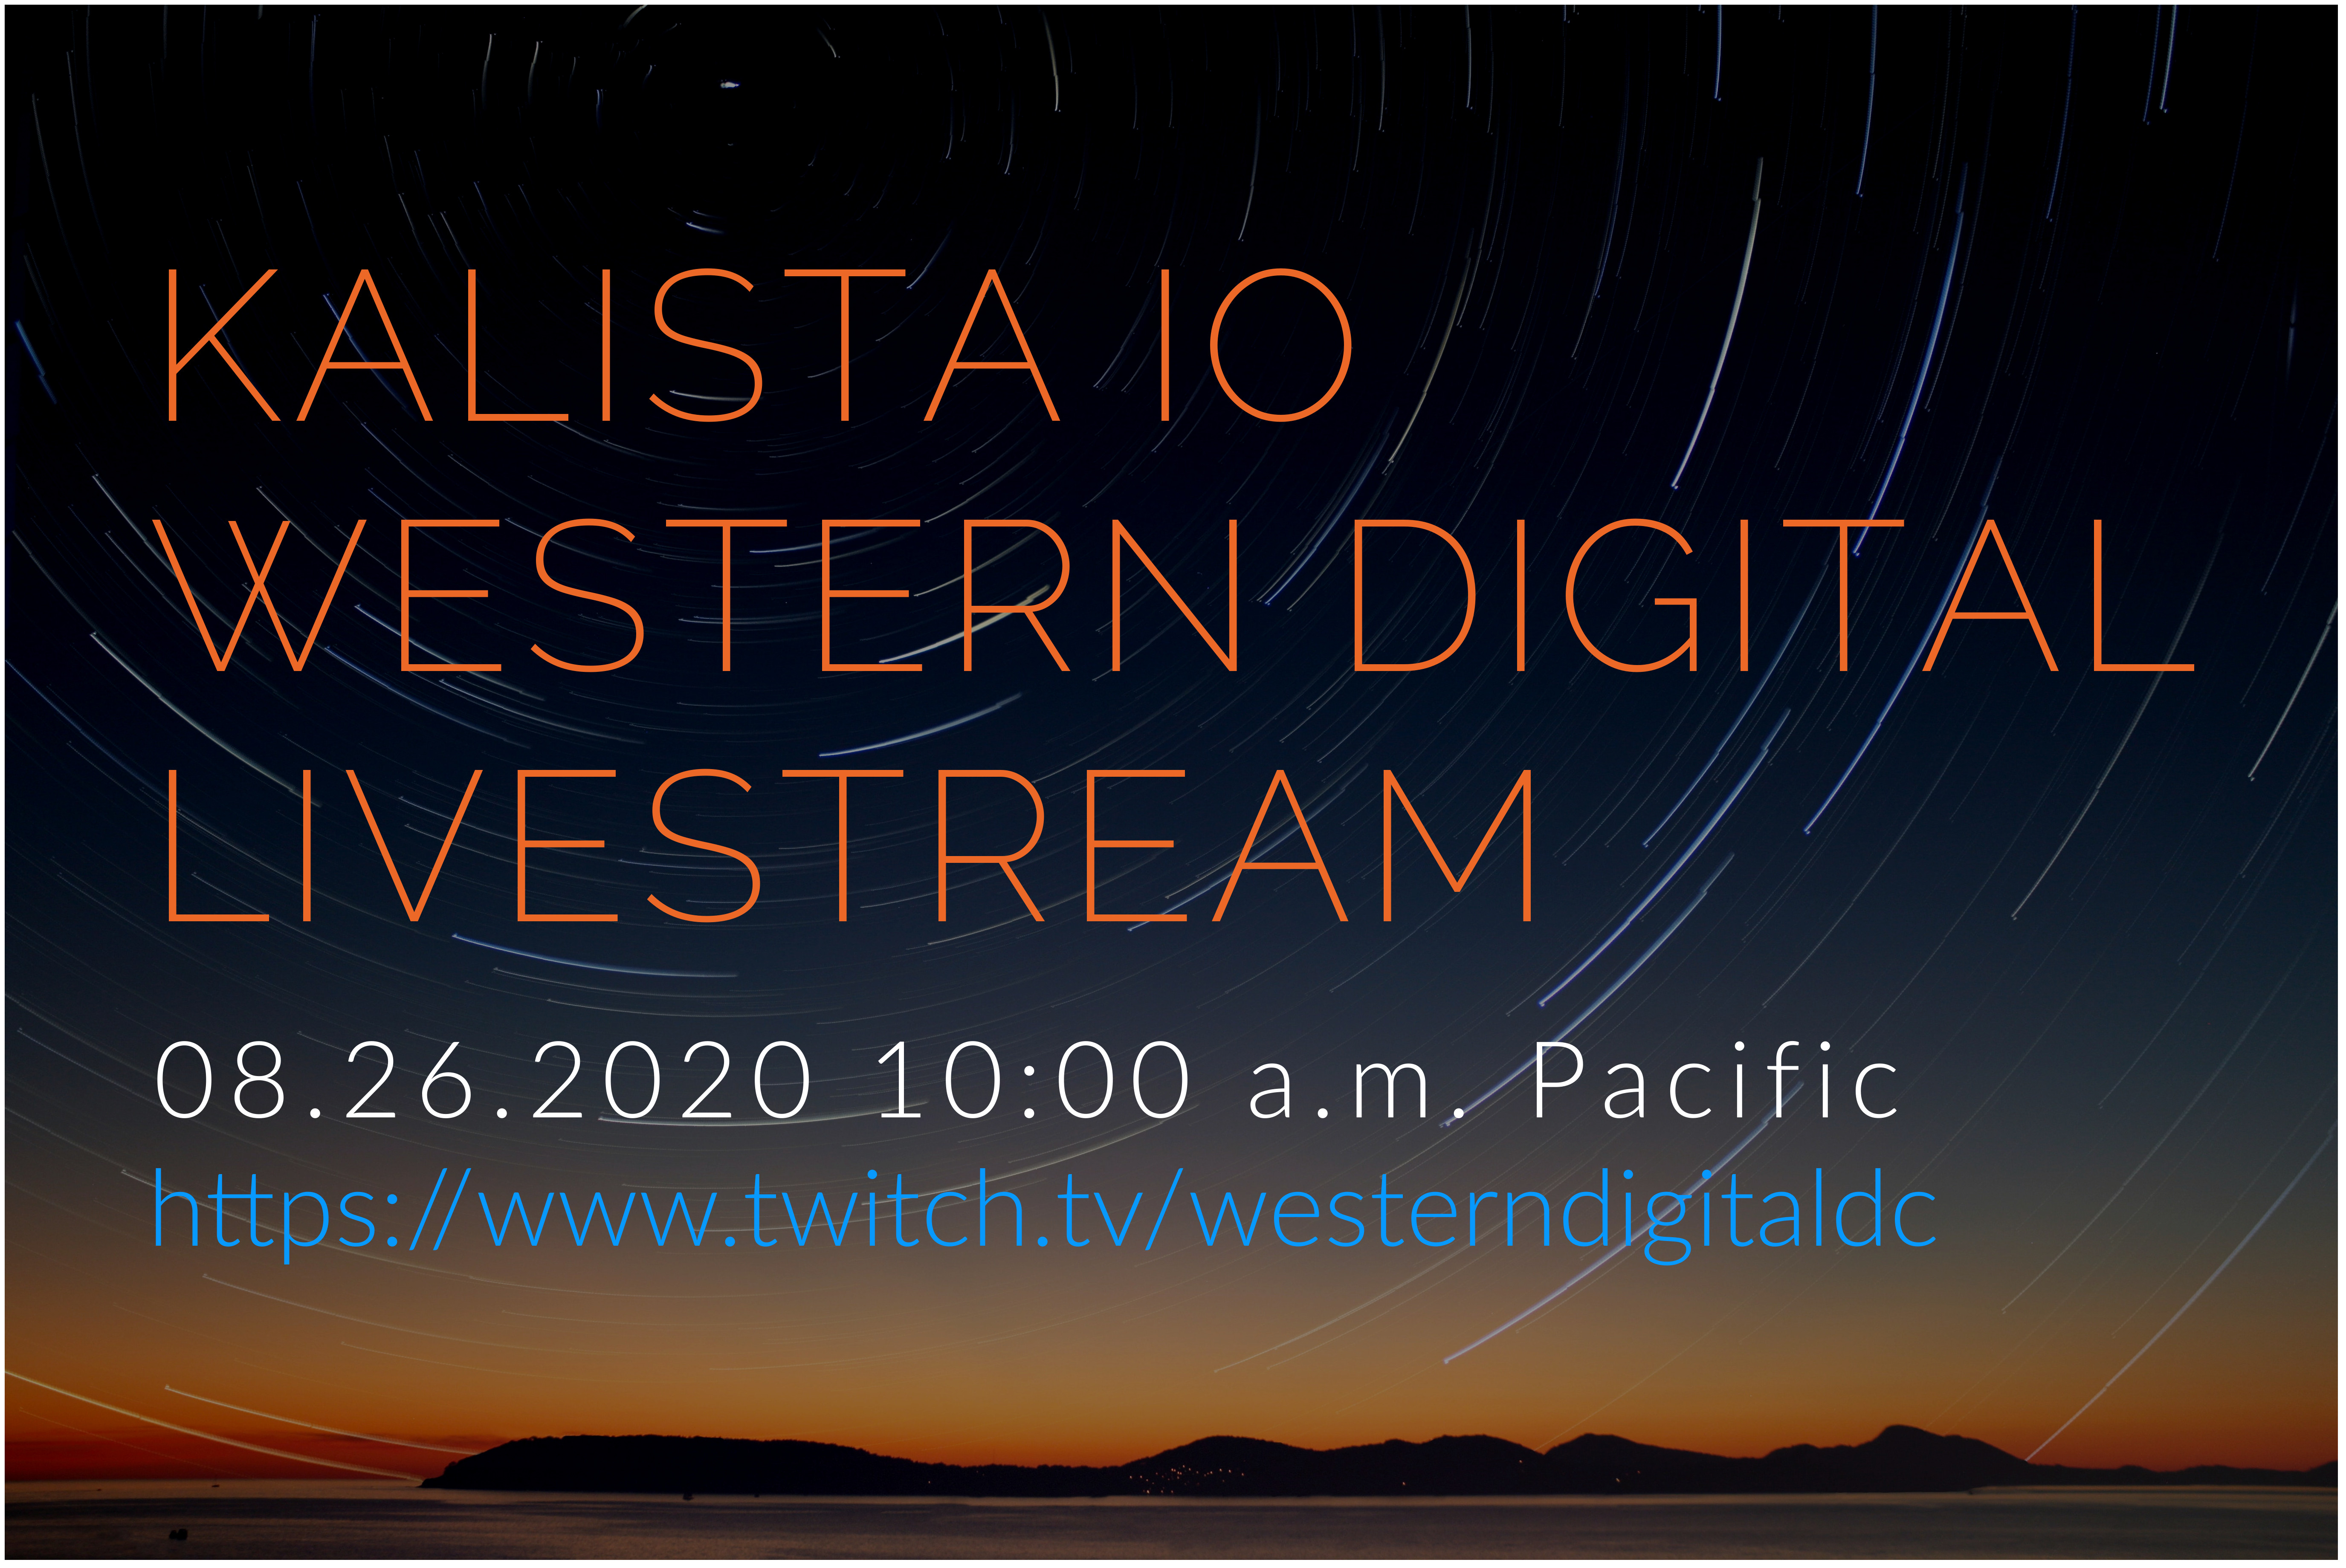 KALISTA IO
WESTERN DIGITAL
LIVESTREAM
08.26.2020 10:00 a.m. Pacific
https://www.twitch.tv/westerndigitaldc